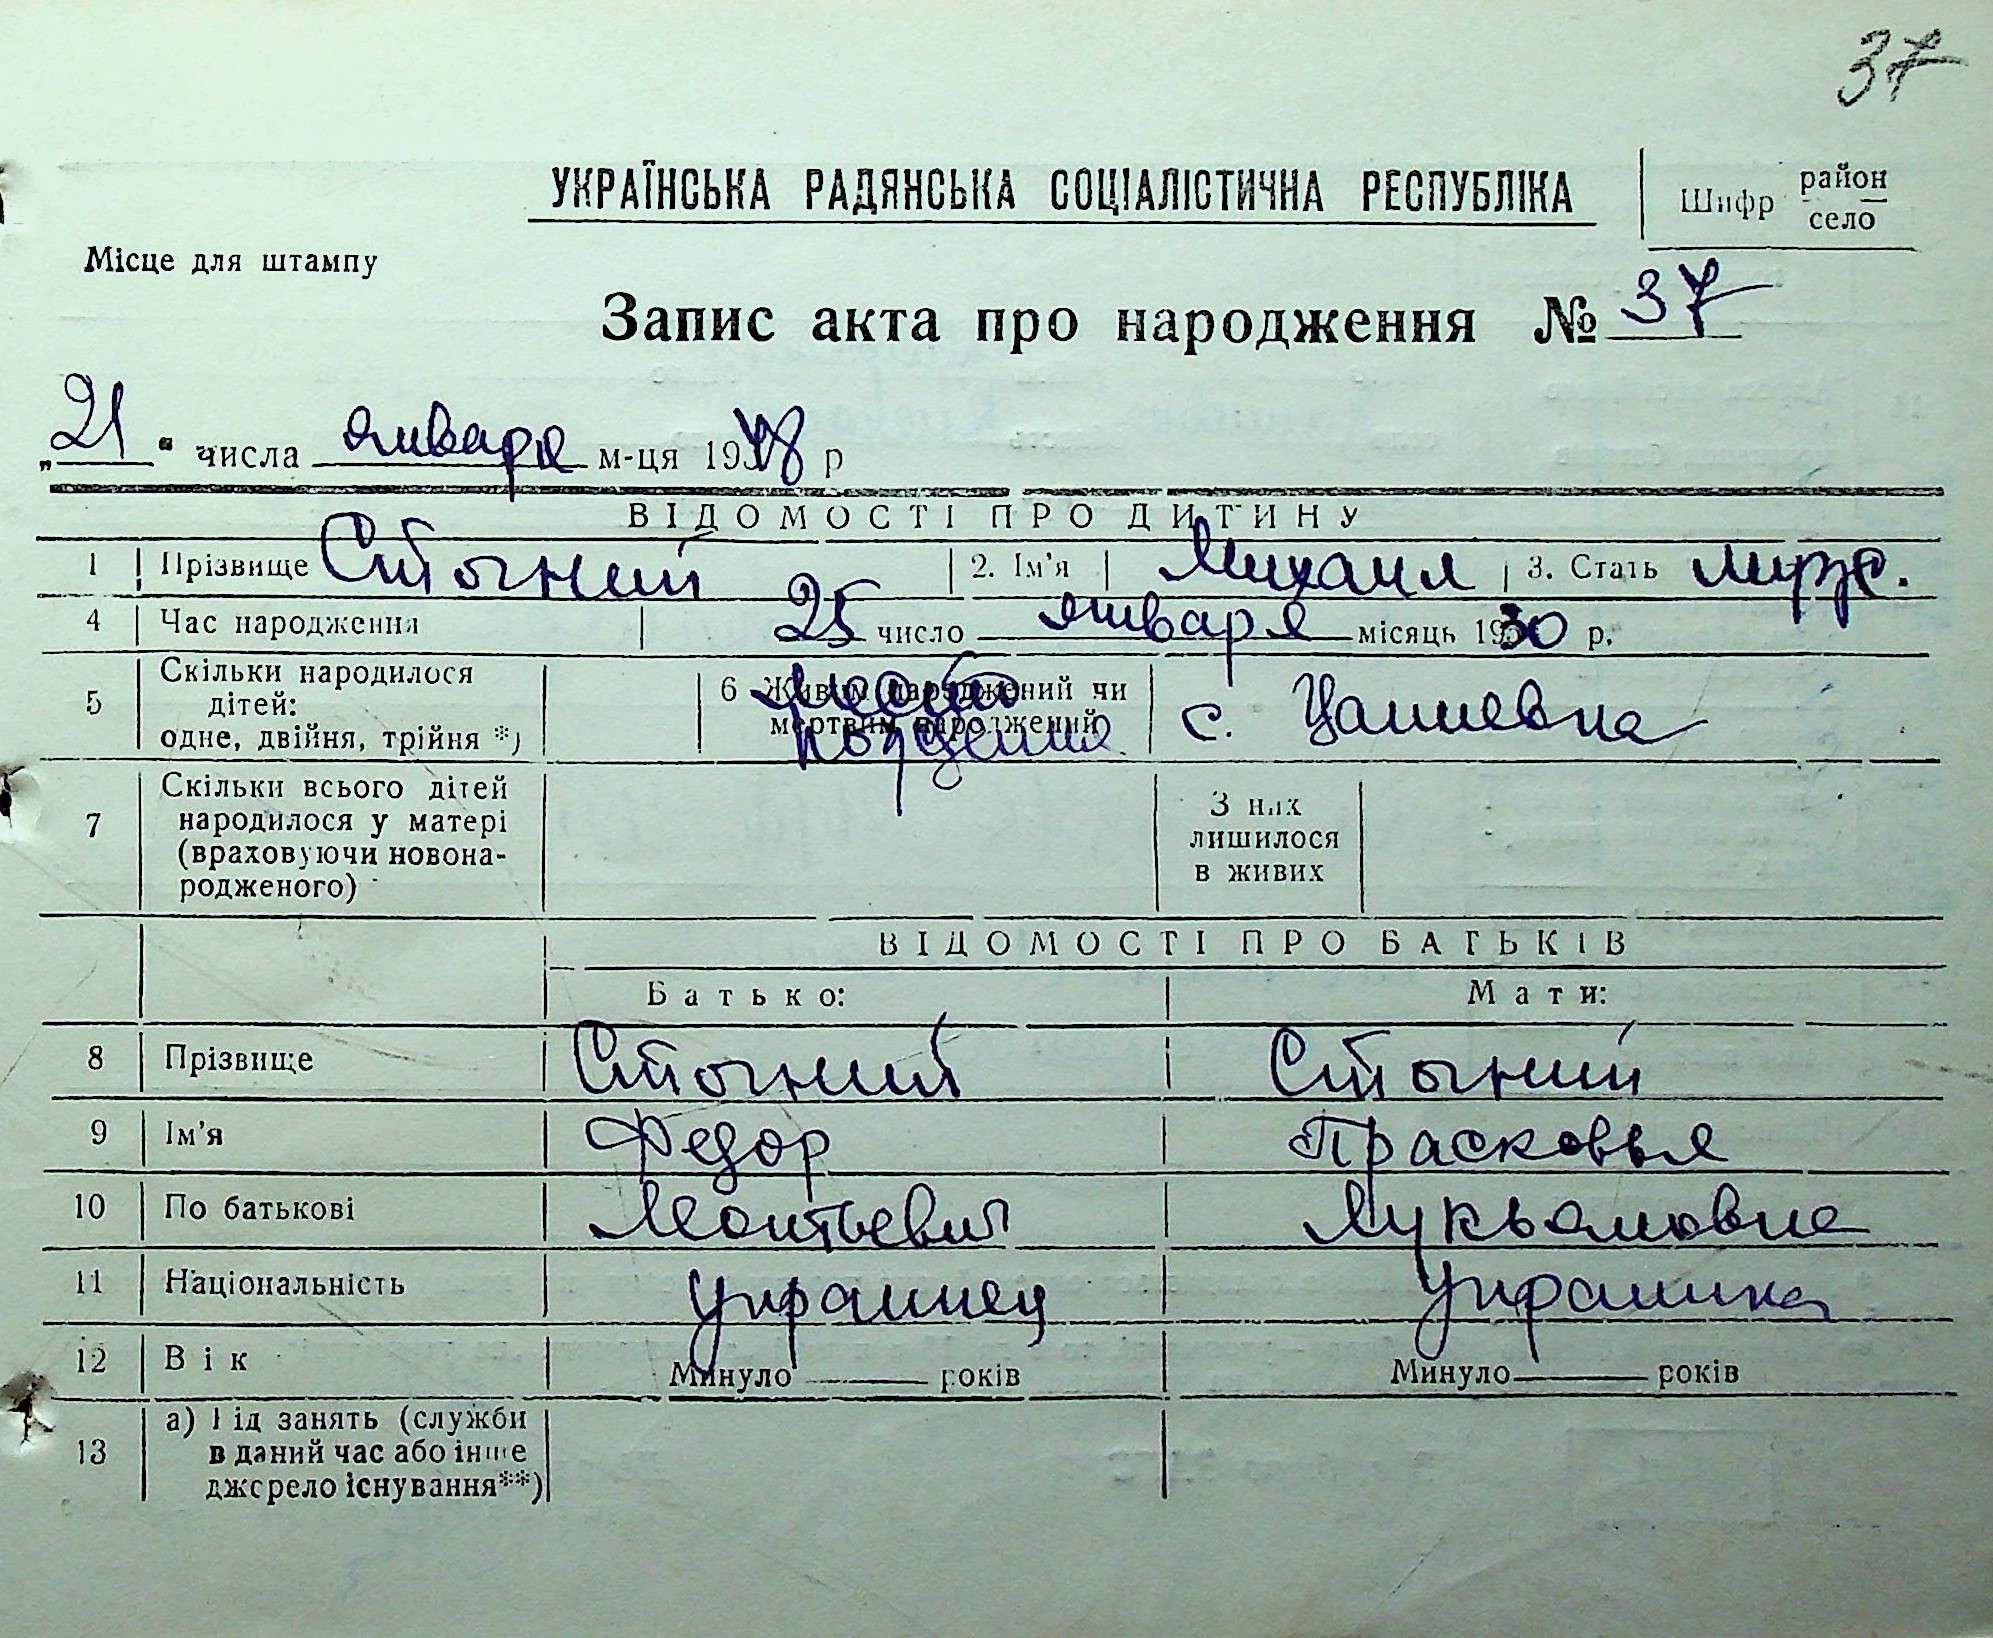 37
УКРАЇНСЬКА РАДЯНСЬКА СОЦІАЛІСТИЧНА РЕСПУБЛІКА
Шифр район
село
Місце для штампу
Запис акта про народження № 37
„21“ числа января м-ця 1948 р
ВІДОМОСТІ ПРО ДИТИНУ
1 Прізвище Стогний 2. Ім'я Михаил 3. Стать муж.
4 Час народження 25 число января місяць 1930 р.
5 Скільки народилося дітей: одне, двійня, трійня *) 6 Живим народжений чи мертвим народжений место рождения с. Цашевка
7 Скільки всього дітей народилося у матері (враховуючи новонародженого) З них лишилося в живих
ВІДОМОСТІ ПРО БАТЬКІВ
Батько: Мати:
8 Прізвище Стогний Стогний
9 Ім'я Федор Прасковья
10 По батькові Леонтьевич Лукьяновна
11 Національність Украинец Украинка
12 Вік Минуло років Минуло років
13 а) Рід занять (служби
в даний час або інше
джерело існування**)